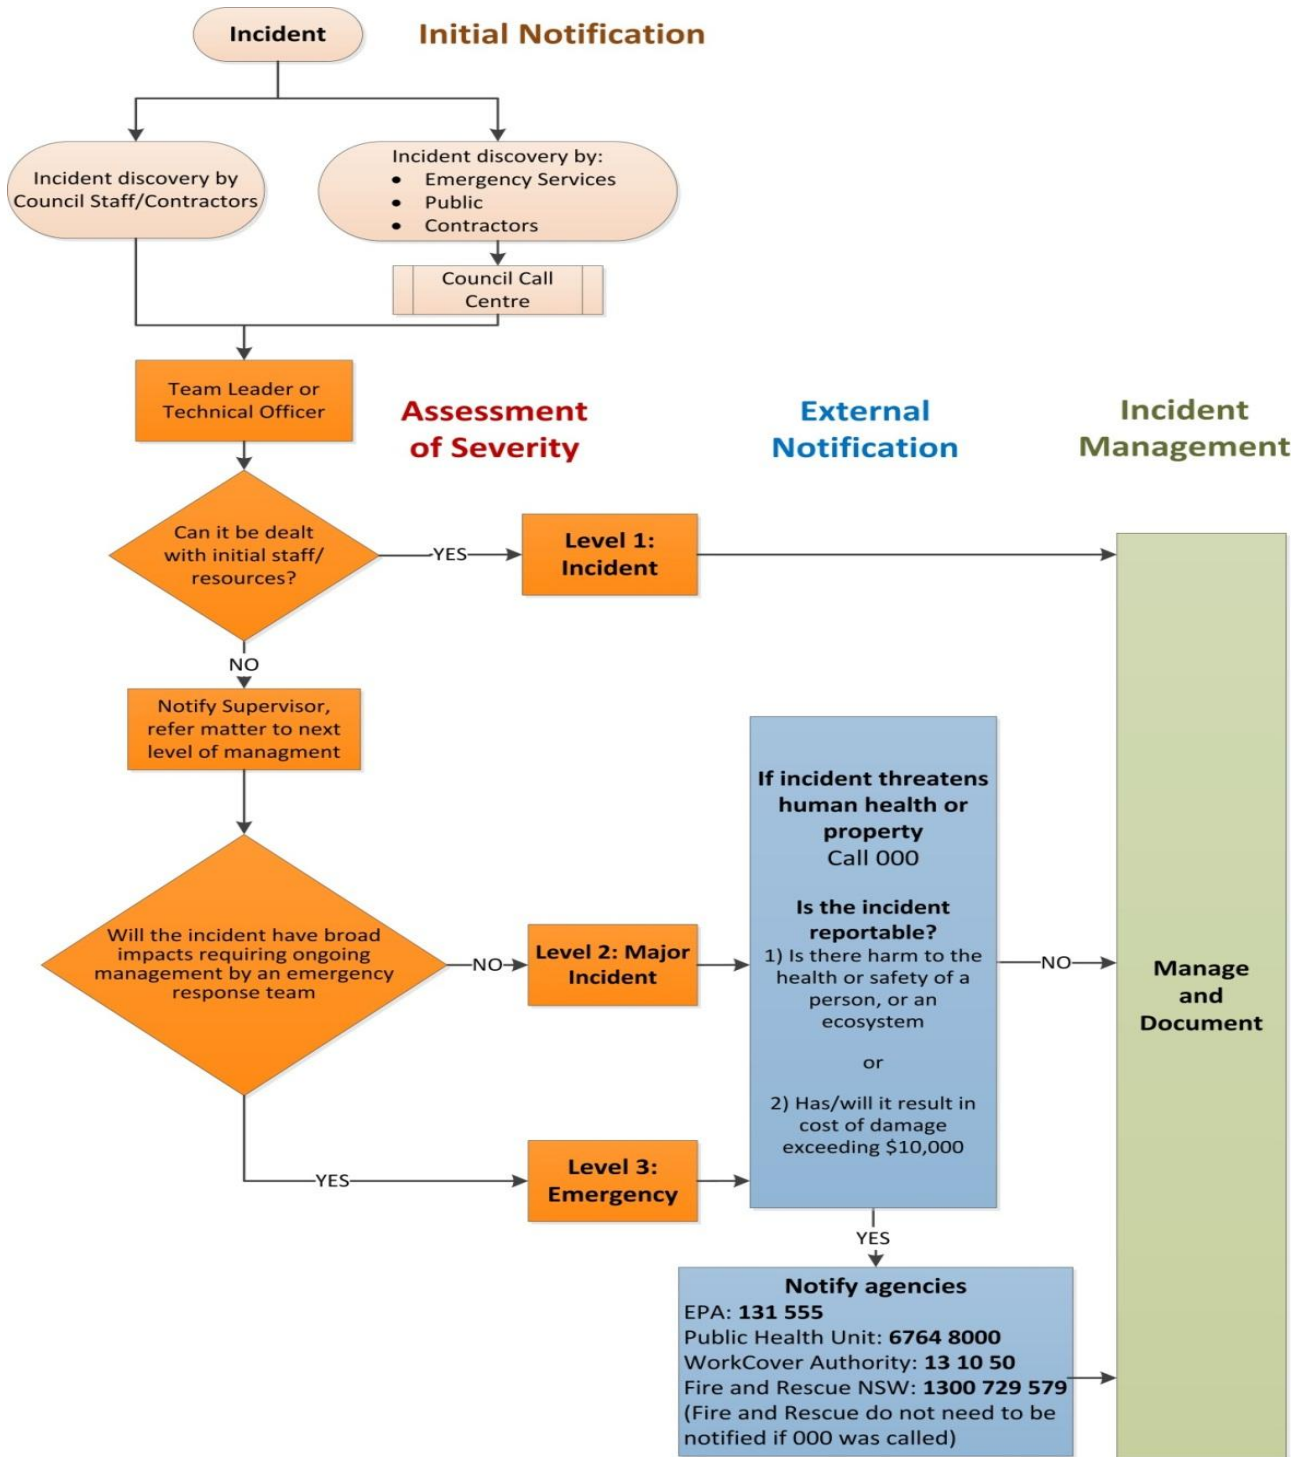 Incident
Initial Notification
Incident discovery by
Council Staff/Contractors
Incident discovery by:
• Emergency Services
• Public
• Contractors
Council Call
Centre
Team Leader or
Technical Officer
Assessment
of Severity
External
Notification
Incident
Management
Can it be dealt
with initial staff/
resources?
YES
Level 1:
Incident
NO
Notify Supervisor,
refer matter to next
level of managment
Will the incident have broad
impacts requiring ongoing
management by an emergency
response team
NO
Level 2: Major
Incident
YES
Level 3:
Emergency
If incident threatens
human health or
property
Call 000
Is the incident
reportable?
1) Is there harm to the
health or safety of a
person, or an
ecosystem
or
2) Has/will it result in
cost of damage
exceeding $10,000
NO
YES
Notify agencies
EPA: 131 555
Public Health Unit: 6764 8000
WorkCover Authority: 13 10 50
Fire and Rescue NSW: 1300 729 579
(Fire and Rescue do not need to be
notified if 000 was called)
Manage
and
Document